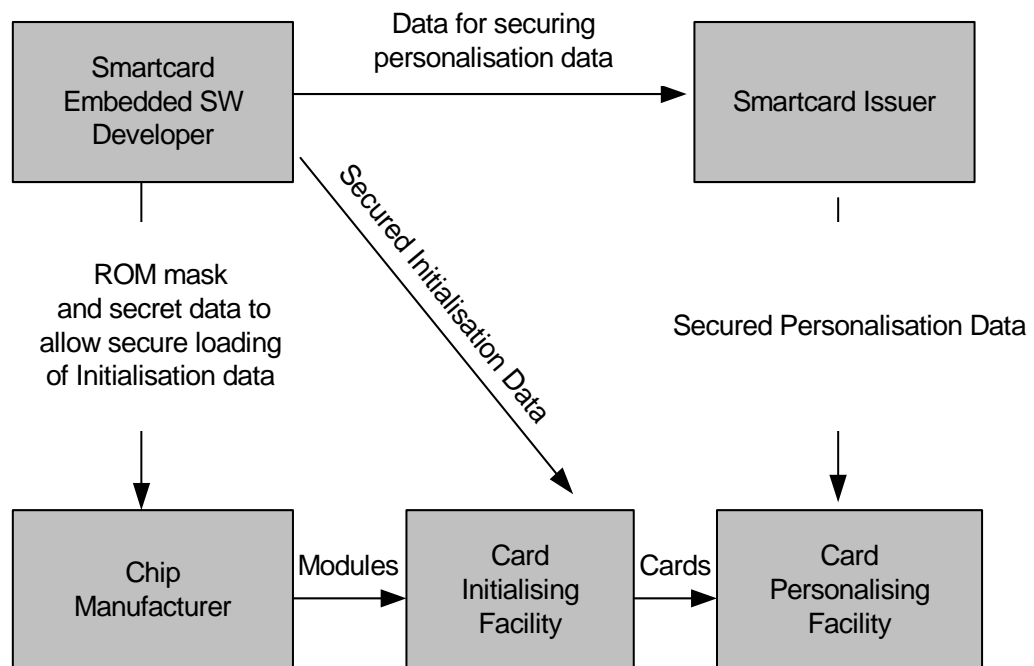 Smartcard
Embedded SW
Developer
Data for securing
personalisation data
Smartcard Issuer
Secured Initialisation Data
ROM mask
and secret data to
allow secure loading
of Initialisation data
Secured Personalisation Data
Chip
Manufacturer
Modules
Card
Initialising
Facility
Cards
Card
Personalising
Facility